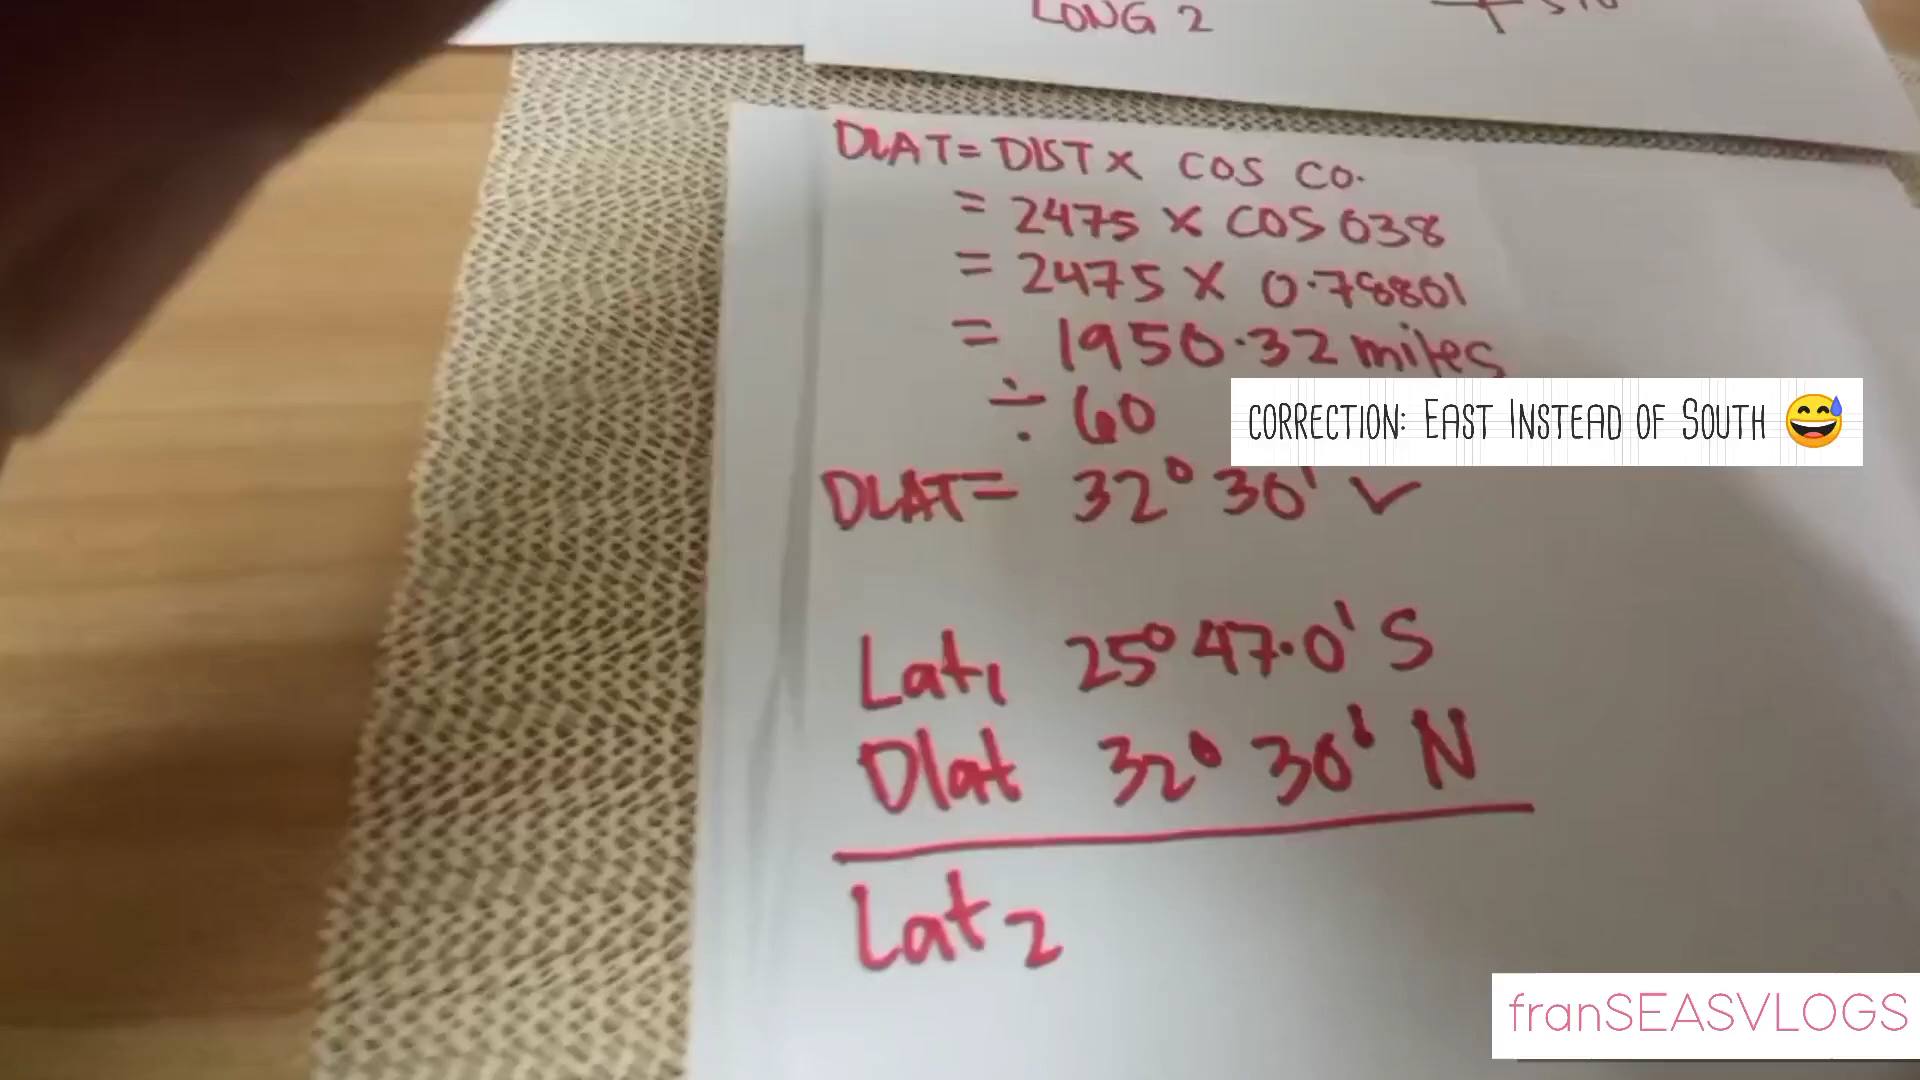 LONG 2
DLAT = DIST X COS CO.
= 2475 X COS 038
= 2475 X 0.78801
= 1950.32 miles
÷ 60
CORRECTION: EAST INSTEAD OF SOUTH 😅
DLAT = 32° 30' ✓
Lat1 25° 47.0' S
Dlat 32° 30' N
Lat2
franSEASVLOGS